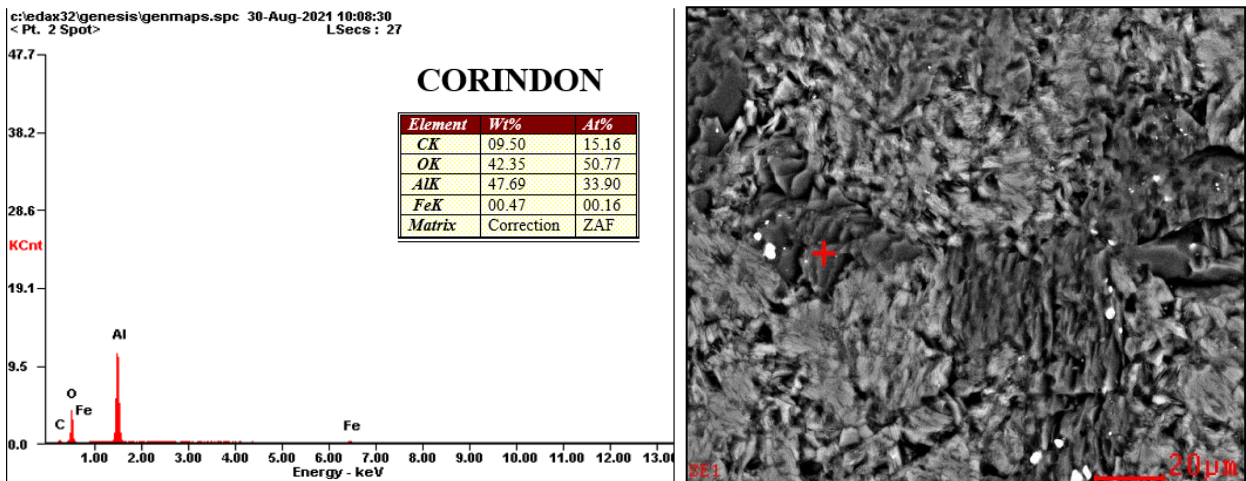 c:\edax32\genesis\genmaps.spc 30-Aug-2021 10:08:30
< Pt. 2 Spot> LSecs : 27
CORINDON
Element Wt% At%
CK 09.50 15.16
OK 42.35 50.77
AlK 47.69 33.90
FeK 00.47 00.16
Matrix Correction ZAF
47.7
38.2
28.6
KCnt
19.1
9.5
0.0
Al
O
Fe
C
Fe
1.00 2.00 3.00 4.00 5.00 6.00 7.00 8.00 9.00 10.00 11.00 12.00 13.0
Energy - keV
SE1
20µm